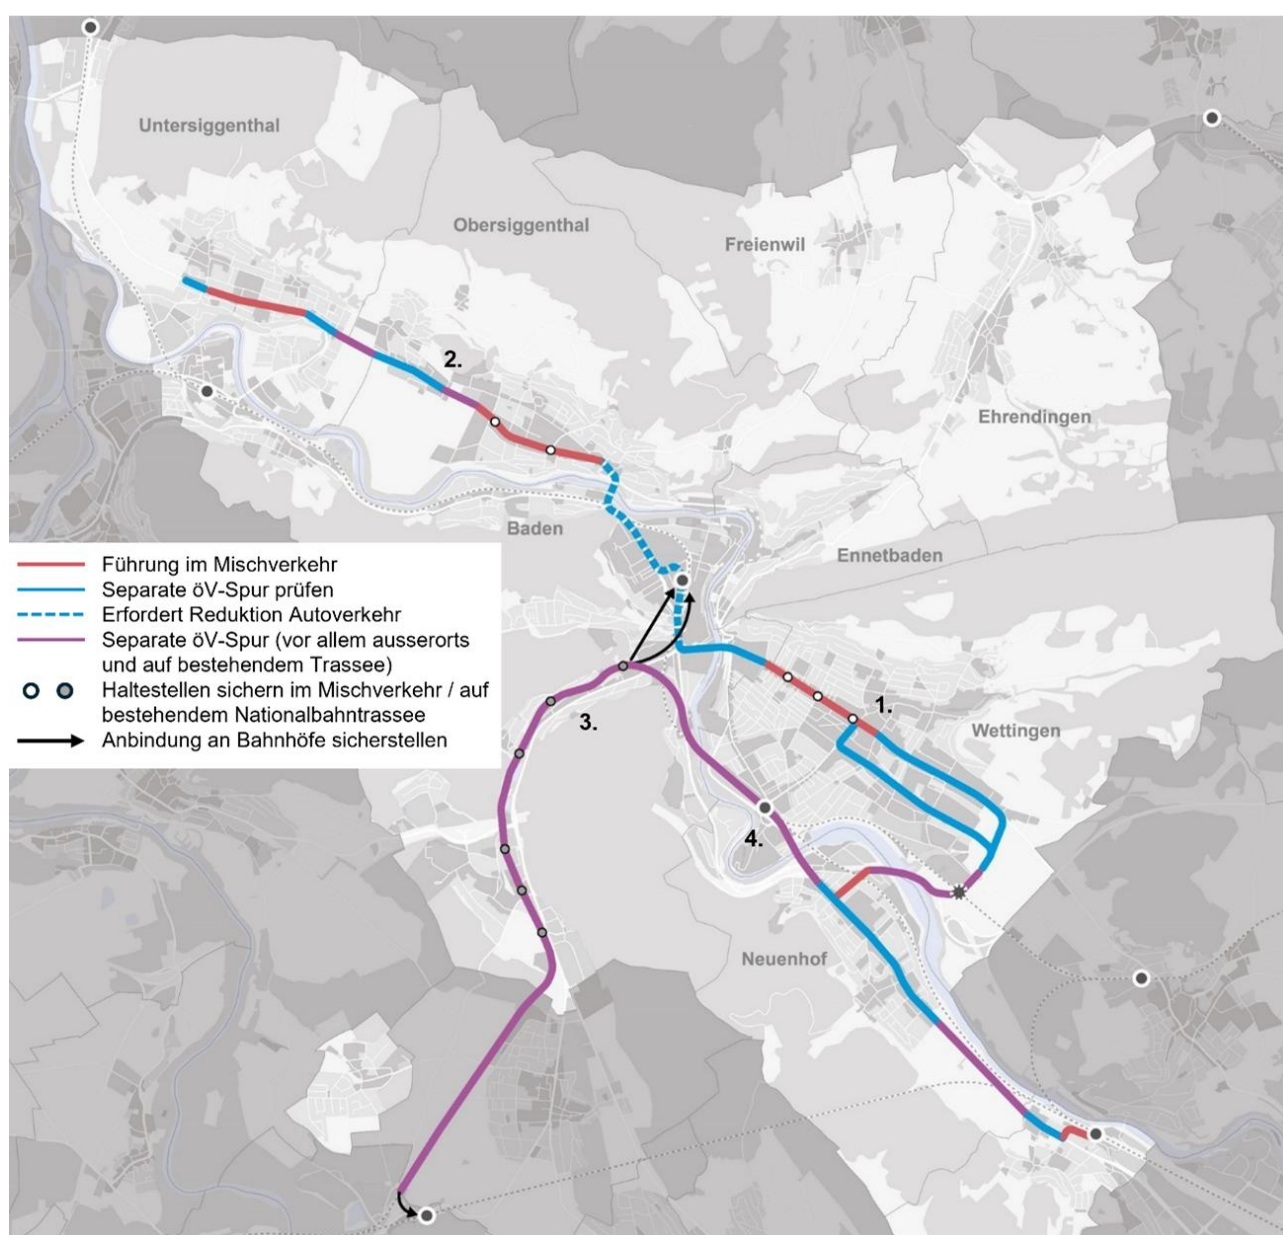 Untersiggenthal
Obersiggenthal
Freienwil
2.
Ehrendingen
Baden
Ennetbaden
Führung im Mischverkehr
Separate öV-Spur prüfen
Erfordert Reduktion Autoverkehr
Separate öV-Spur (vor allem ausserorts
und auf bestehendem Trassee)
Haltestellen sichern im Mischverkehr / auf
bestehendem Nationalbahntrassee
Anbindung an Bahnhöfe sicherstellen
1.
3.
Wettingen
4.
Neuenhof